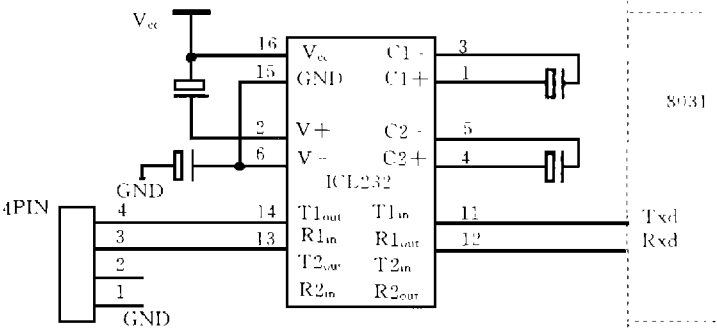 Vcc
16 Vcc C1- 3
15 GND C1+ 1
8031
2 V+ C2- 5
6 V- C2+ 4
GND
ICL232
4PIN
4 14 T1out T1in 11 Txd
3 13 R1in R1out 12 Rxd
2 T2out T2in
1 R2in R2out
GND